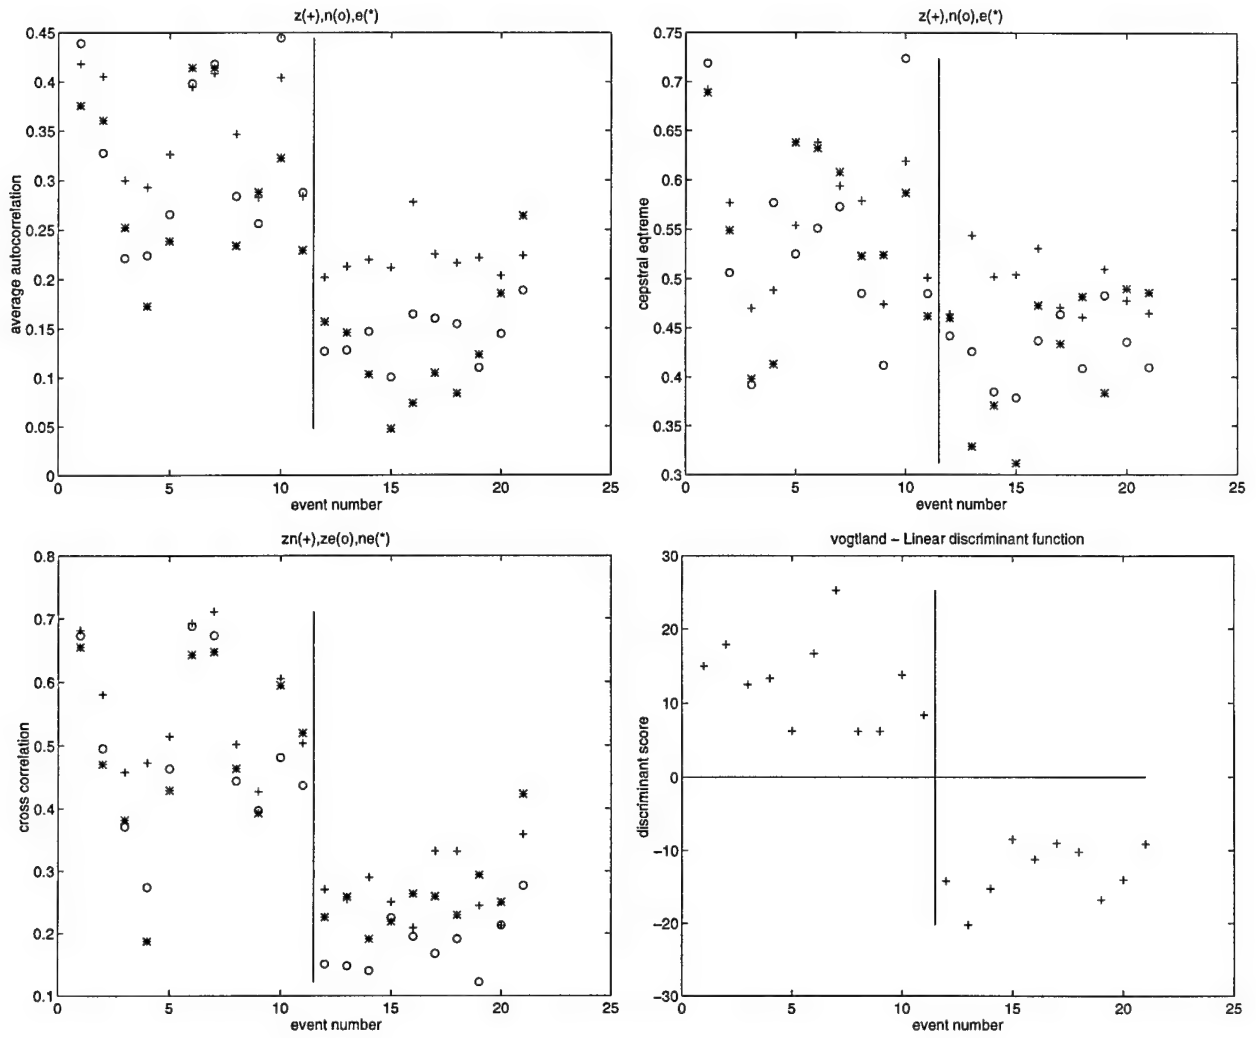 z(+),n(o),e(*)
0.45
0.4
0.35
0.3
0.25
0.2
0.15
0.1
0.05
0
average autocorrelation
0 5 10 15 20 25
event number
z(+),n(o),e(*)
0.75
0.7
0.65
0.6
0.55
0.5
0.45
0.4
0.35
0.3
cepstral eqtreme
0 5 10 15 20 25
event number
zn(+),ze(o),ne(*)
0.8
0.7
0.6
0.5
0.4
0.3
0.2
0.1
cross correlation
0 5 10 15 20 25
event number
vogtland – Linear discriminant function
30
20
10
0
−10
−20
−30
discriminant score
0 5 10 15 20 25
event number